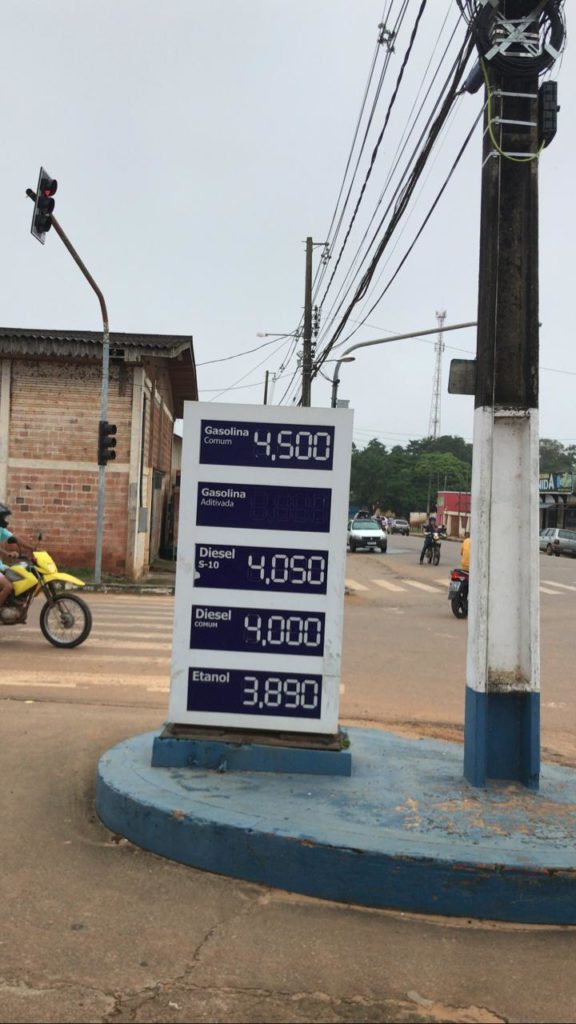 Gasolina
Comum
4,500
Gasolina
Aditivada
Diesel
S-10
4,050
Diesel
COMUM
4,000
Etanol
3,890